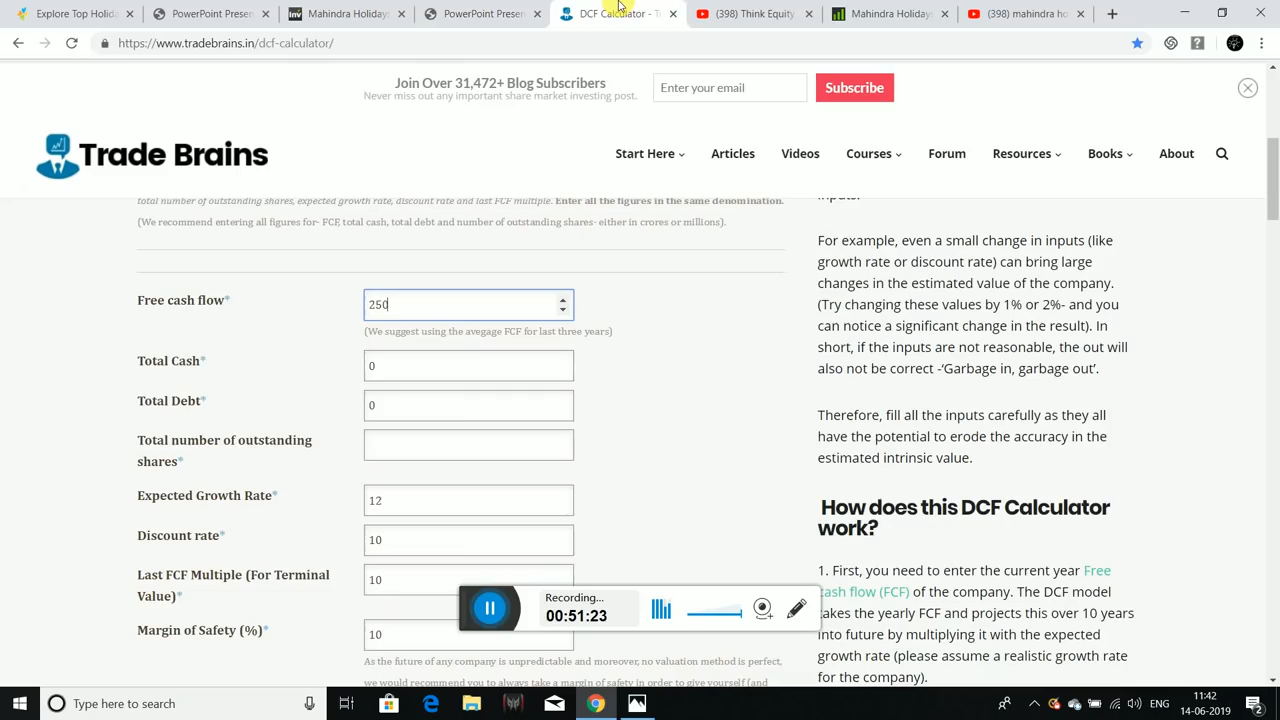 Explore Top Holida
PowerPoint Presen
Mahindra Holidays
PowerPoint Presen
DCF Calculator - T
(398) Think Equity
Mahindra Holidays
(398) mahindra ho
https://www.tradebrains.in/dcf-calculator/
Join Over 31,472+ Blog Subscribers
Never miss out any important share market investing post.
Enter your email
Subscribe
Trade Brains
Start Here
Articles
Videos
Courses
Forum
Resources
Books
About
total number of outstanding shares, expected growth rate, discount rate and last FCF multiple. Enter all the figures in the same denomination.
(We recommend entering all figures for- FCF, total cash, total debt and number of outstanding shares- either in crores or millions).
Free cash flow*
250
(We suggest using the avegage FCF for last three years)
Total Cash*
0
Total Debt*
0
Total number of outstanding
shares*
Expected Growth Rate*
12
Discount rate*
10
Last FCF Multiple (For Terminal
Value)*
10
Margin of Safety (%)*
10
As the future of any company is unpredictable and moreover, no valuation method is perfect,
we would recommend you to always take a margin of safety in order to give yourself (and
inputs.
For example, even a small change in inputs (like
growth rate or discount rate) can bring large
changes in the estimated value of the company.
(Try changing these values by 1% or 2%- and you
can notice a significant change in the result). In
short, if the inputs are not reasonable, the out will
also not be correct -‘Garbage in, garbage out’.
Therefore, fill all the inputs carefully as they all
have the potential to erode the accuracy in the
estimated intrinsic value.
How does this DCF Calculator
work?
1. First, you need to enter the current year Free
cash flow (FCF) of the company. The DCF model
takes the yearly FCF and projects this over 10 years
into future by multiplying it with the expected
growth rate (please assume a realistic growth rate
for the company).
Recording...
00:51:23
Type here to search
ENG
11:42
14-06-2019
2